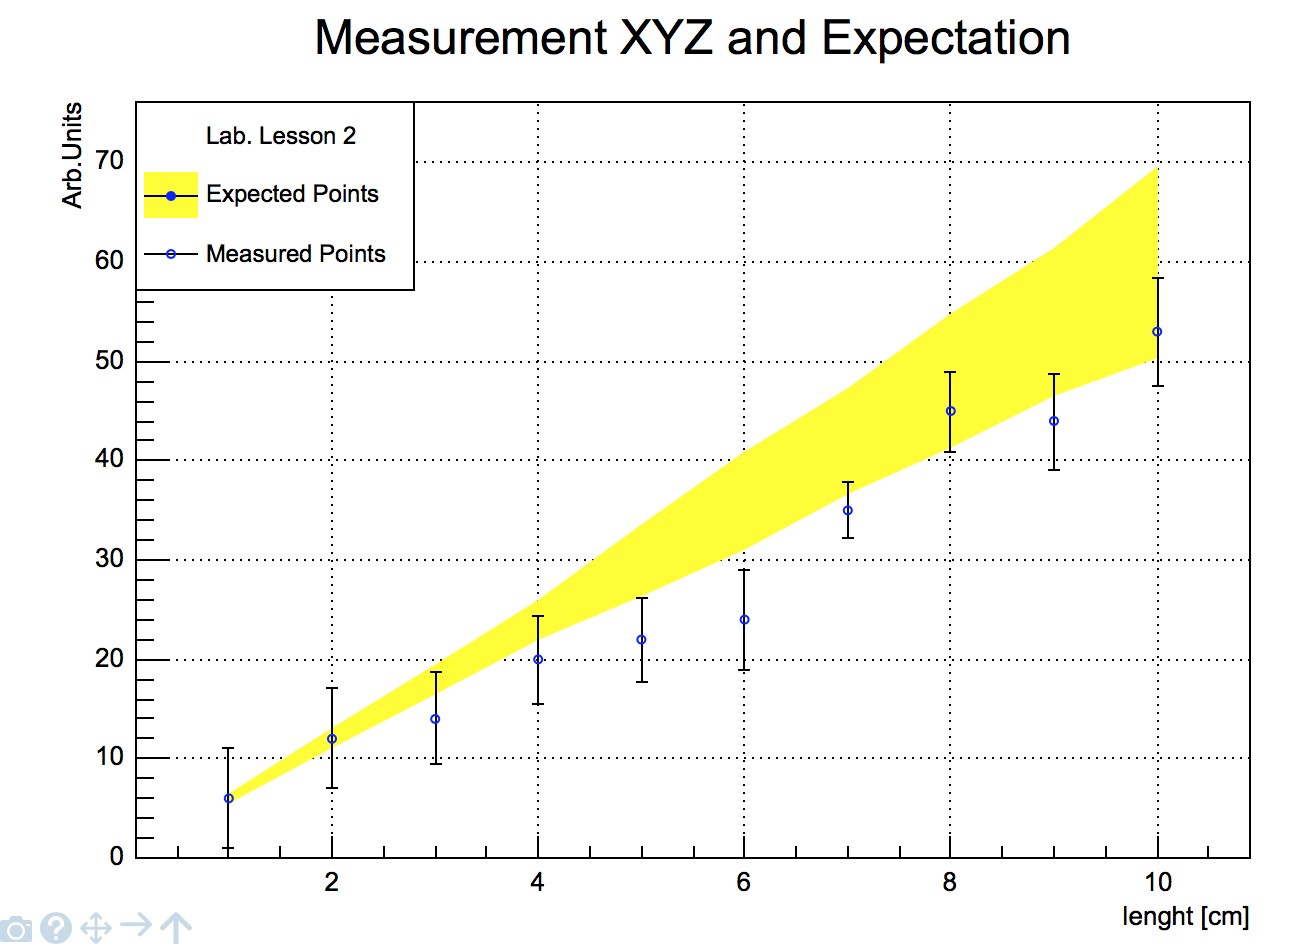 Measurement XYZ and Expectation
Arb.Units
Lab. Lesson 2
Expected Points
Measured Points
70
60
50
40
30
20
10
0
2 4 6 8 10
lenght [cm]
?